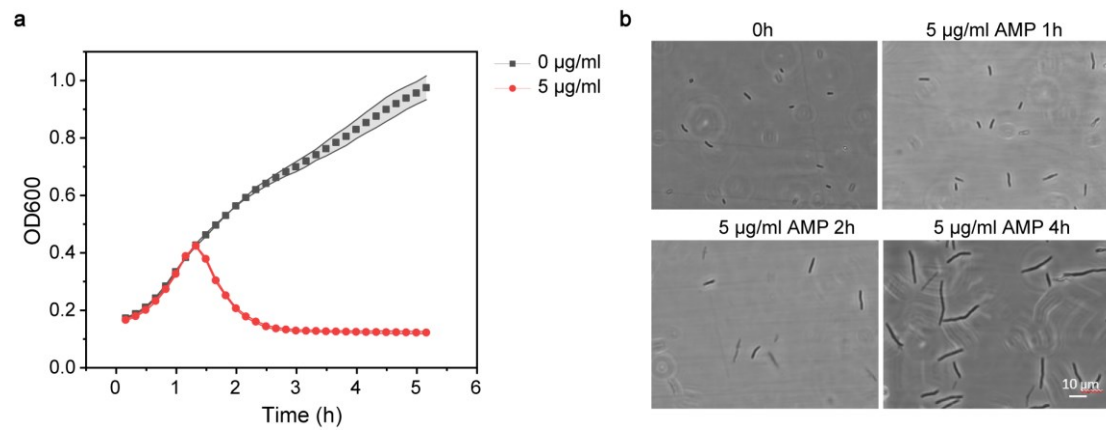 a
OD600
1.0
0.8
0.6
0.4
0.2
0.0
0 1 2 3 4 5 6
Time (h)
0 μg/ml
5 μg/ml
b
0h
5 μg/ml AMP 1h
5 μg/ml AMP 2h
5 μg/ml AMP 4h
10 μm